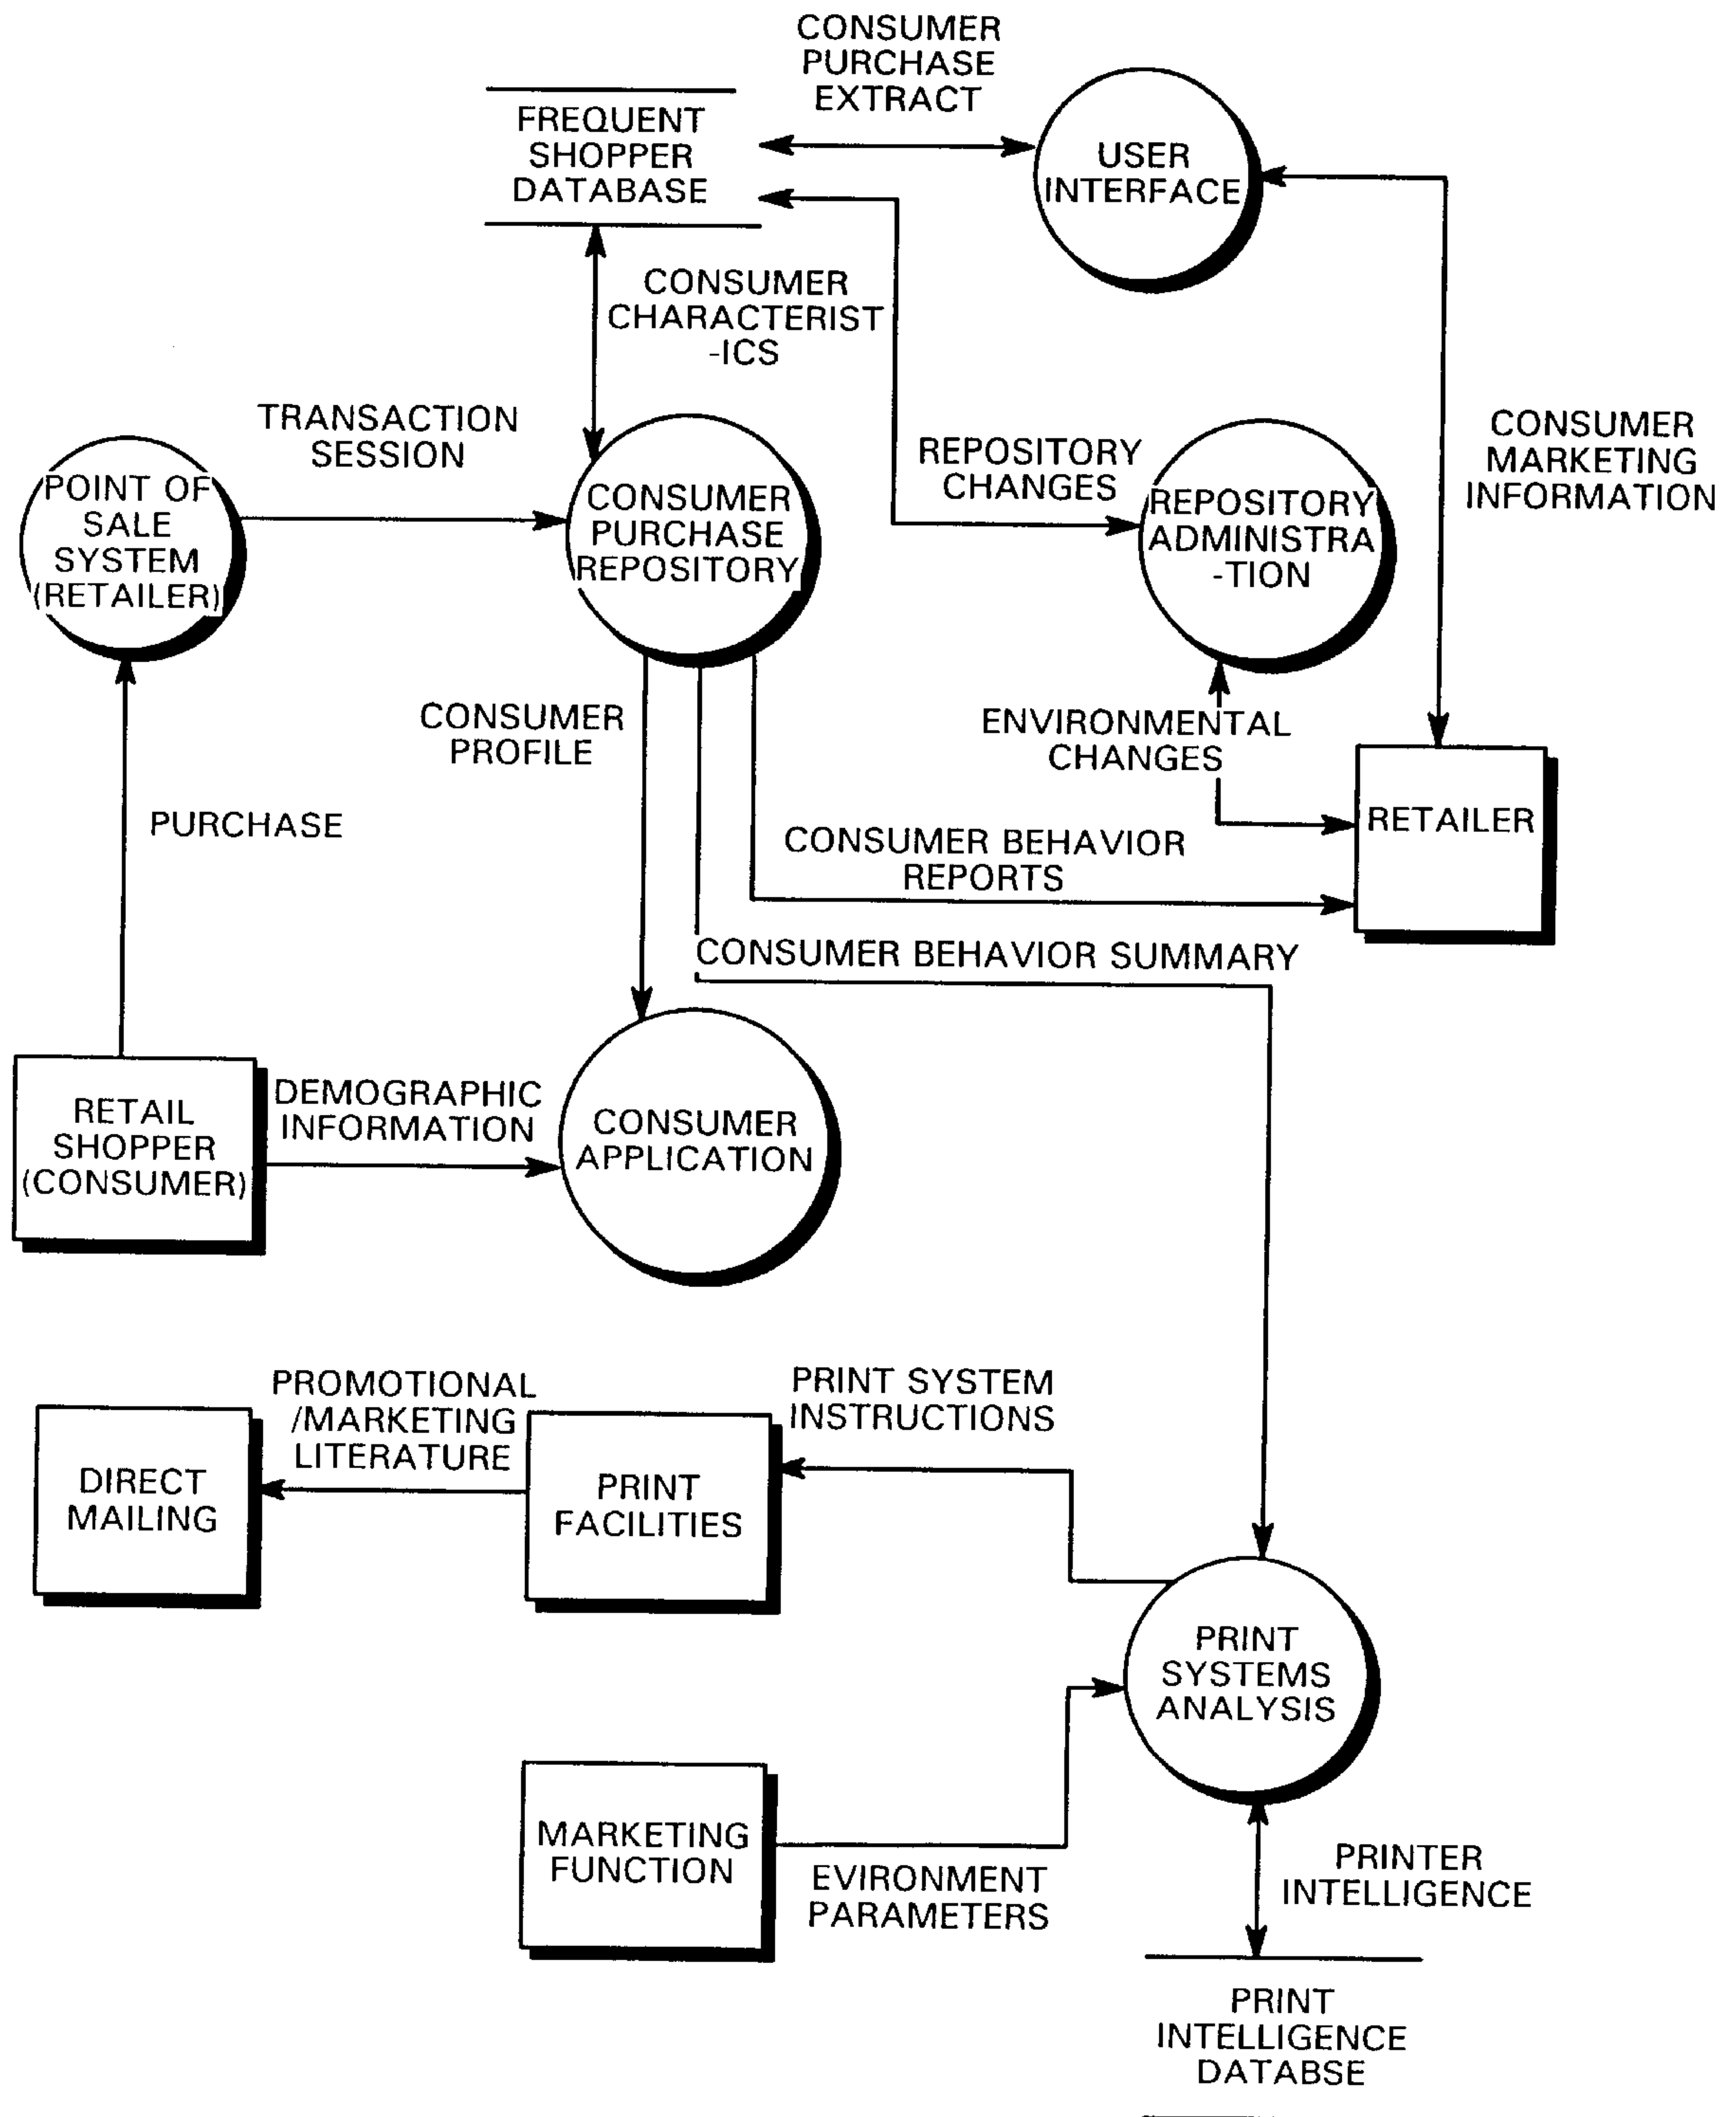 CONSUMER
PURCHASE
EXTRACT
FREQUENT
SHOPPER
DATABASE
USER
INTERFACE
CONSUMER
CHARACTERIST
-ICS
TRANSACTION
SESSION
CONSUMER
MARKETING
INFORMATION
REPOSITORY
CHANGES
POINT OF
SALE
SYSTEM
(RETAILER)
CONSUMER
PURCHASE
REPOSITORY
REPOSITORY
ADMINISTRA
-TION
CONSUMER
PROFILE
ENVIRONMENTAL
CHANGES
PURCHASE
RETAILER
CONSUMER BEHAVIOR
REPORTS
CONSUMER BEHAVIOR SUMMARY
RETAIL
SHOPPER
(CONSUMER)
DEMOGRAPHIC
INFORMATION
CONSUMER
APPLICATION
PROMOTIONAL
/MARKETING
LITERATURE
PRINT SYSTEM
INSTRUCTIONS
DIRECT
MAILING
PRINT
FACILITIES
PRINT
SYSTEMS
ANALYSIS
MARKETING
FUNCTION
EVIRONMENT
PARAMETERS
PRINTER
INTELLIGENCE
PRINT
INTELLIGENCE
DATABSE